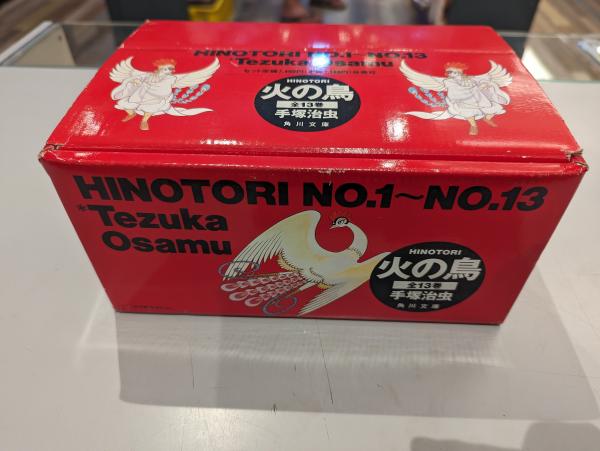 HINOTORI NO.1~NO.13
*Tezuka Osamu
HINOTORI
火の鳥
全13巻
手塚治虫
角川文庫
HINOTORI NO.1~NO.13
*Tezuka
Osamu
HINOTORI
火の鳥
全13巻
手塚治虫
角川文庫